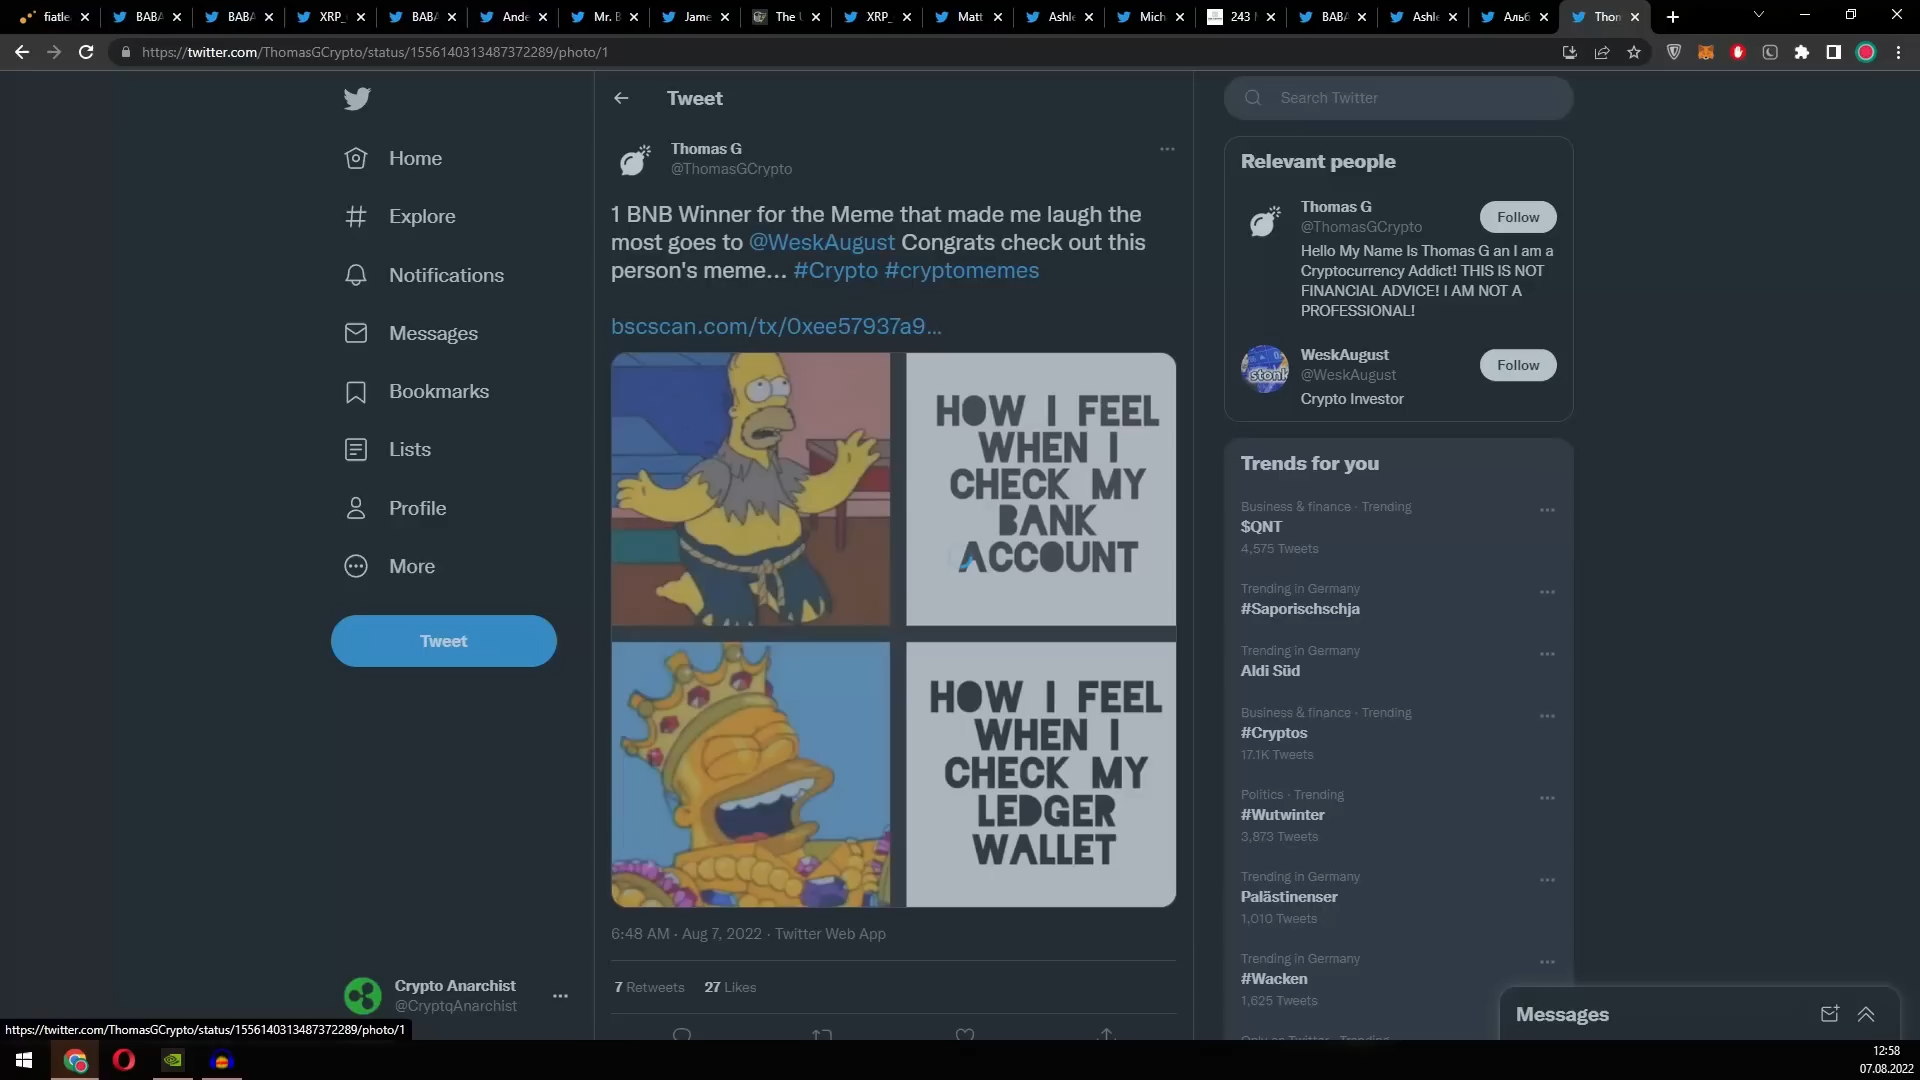 fiatle
BABA
BABA
XRP_
BABA
Ande
Mr. B
Jame
The
XRP_
Matt
Ashle
Mich
243
BABA
Ashle
Альб
Thom
https://twitter.com/ThomasGCrypto/status/1556140313487372289/photo/1
Home
Explore
Notifications
Messages
Bookmarks
Lists
Profile
More
Tweet
Crypto Anarchist
@CryptqAnarchist
https://twitter.com/ThomasGCrypto/status/1556140313487372289/photo/1
Tweet
Thomas G
@ThomasGCrypto
1 BNB Winner for the Meme that made me laugh the
most goes to @WeskAugust Congrats check out this
person's meme... #Crypto #cryptomemes
bscscan.com/tx/0xee57937a9...
HOW I FEEL
WHEN I
CHECK MY
BANK
ACCOUNT
HOW I FEEL
WHEN I
CHECK MY
LEDGER
WALLET
6:48 AM · Aug 7, 2022 · Twitter Web App
7 Retweets 27 Likes
Search Twitter
Relevant people
Thomas G
@ThomasGCrypto
Follow
Hello My Name Is Thomas G an I am a
Cryptocurrency Addict! THIS IS NOT
FINANCIAL ADVICE! I AM NOT A
PROFESSIONAL!
stonk
WeskAugust
@WeskAugust
Follow
Crypto Investor
Trends for you
Business & finance · Trending
$QNT
4,575 Tweets
Trending in Germany
#Saporischschja
Trending in Germany
Aldi Süd
Business & finance · Trending
#Cryptos
17.1K Tweets
Politics · Trending
#Wutwinter
3,873 Tweets
Trending in Germany
Palästinenser
1,010 Tweets
Trending in Germany
#Wacken
1,625 Tweets
Only on Twitter · Trending
Messages
12:58
07.08.2022